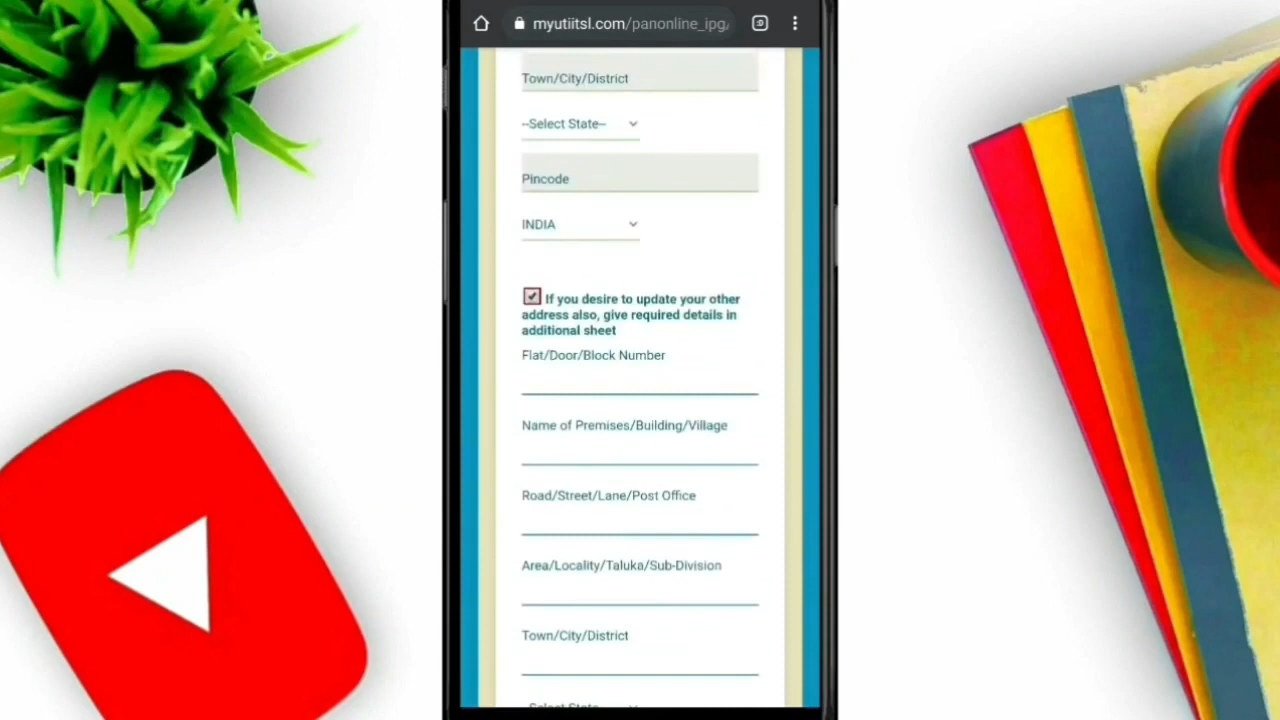 myutiitsl.com/panonline_ipg/
Town/City/District
--Select State--
Pincode
INDIA
If you desire to update your other
address also, give required details in
additional sheet
Flat/Door/Block Number
Name of Premises/Building/Village
Road/Street/Lane/Post Office
Area/Locality/Taluka/Sub-Division
Town/City/District
--Select State--